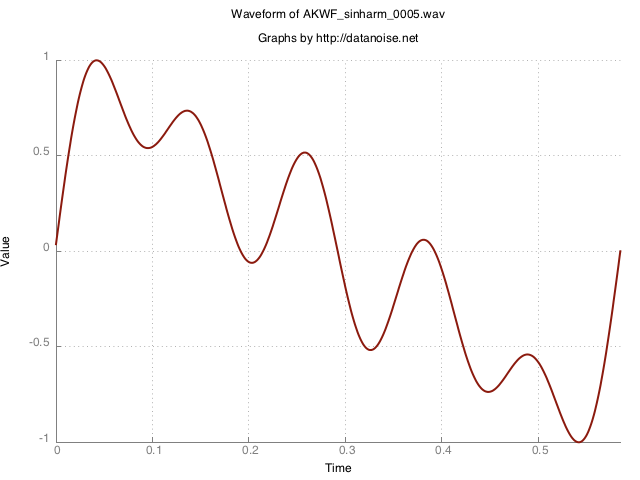 Waveform of AKWF_sinharm_0005.wav
Graphs by http://datanoise.net
1
0.5
0
-0.5
-1
Value
0
0.1
0.2
0.3
0.4
0.5
Time